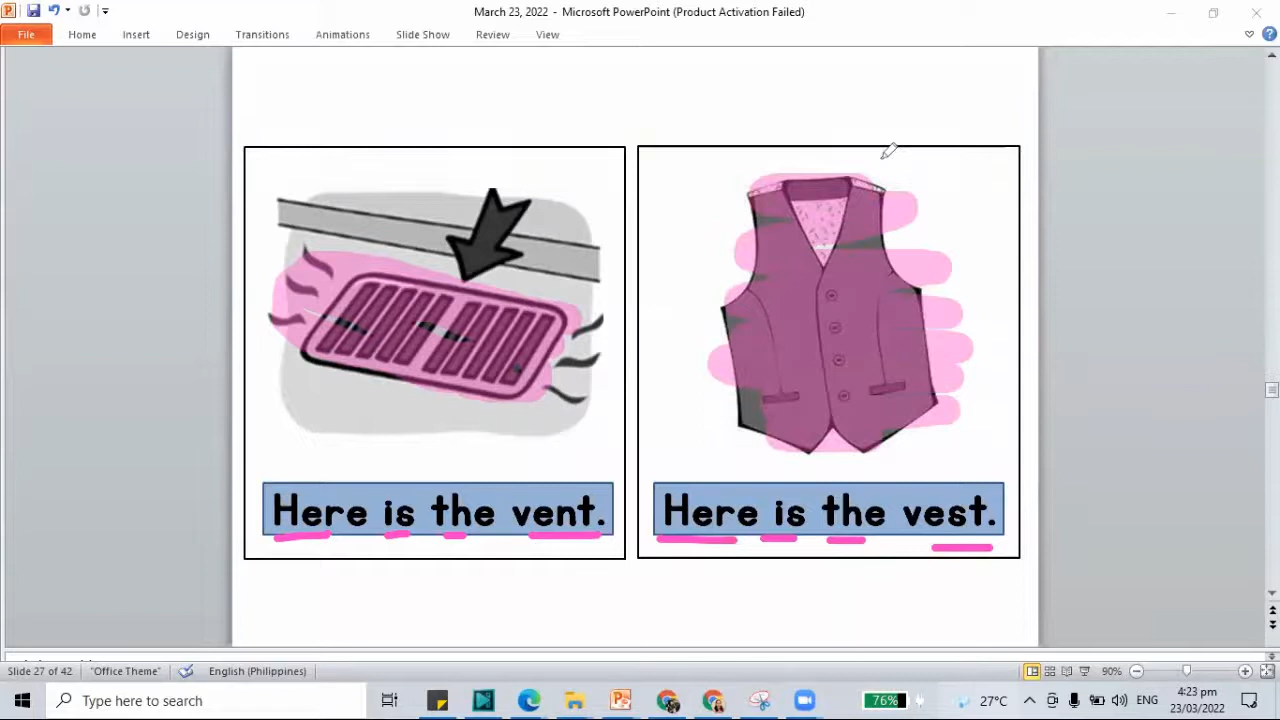 March 23, 2022 - Microsoft PowerPoint (Product Activation Failed)
File Home Insert Design Transitions Animations Slide Show Review View
Here is the vent.
Here is the vest.
Slide 27 of 42 "Office Theme" English (Philippines) 90%
Type here to search 76% 27°C ENG 4:23 pm
23/03/2022